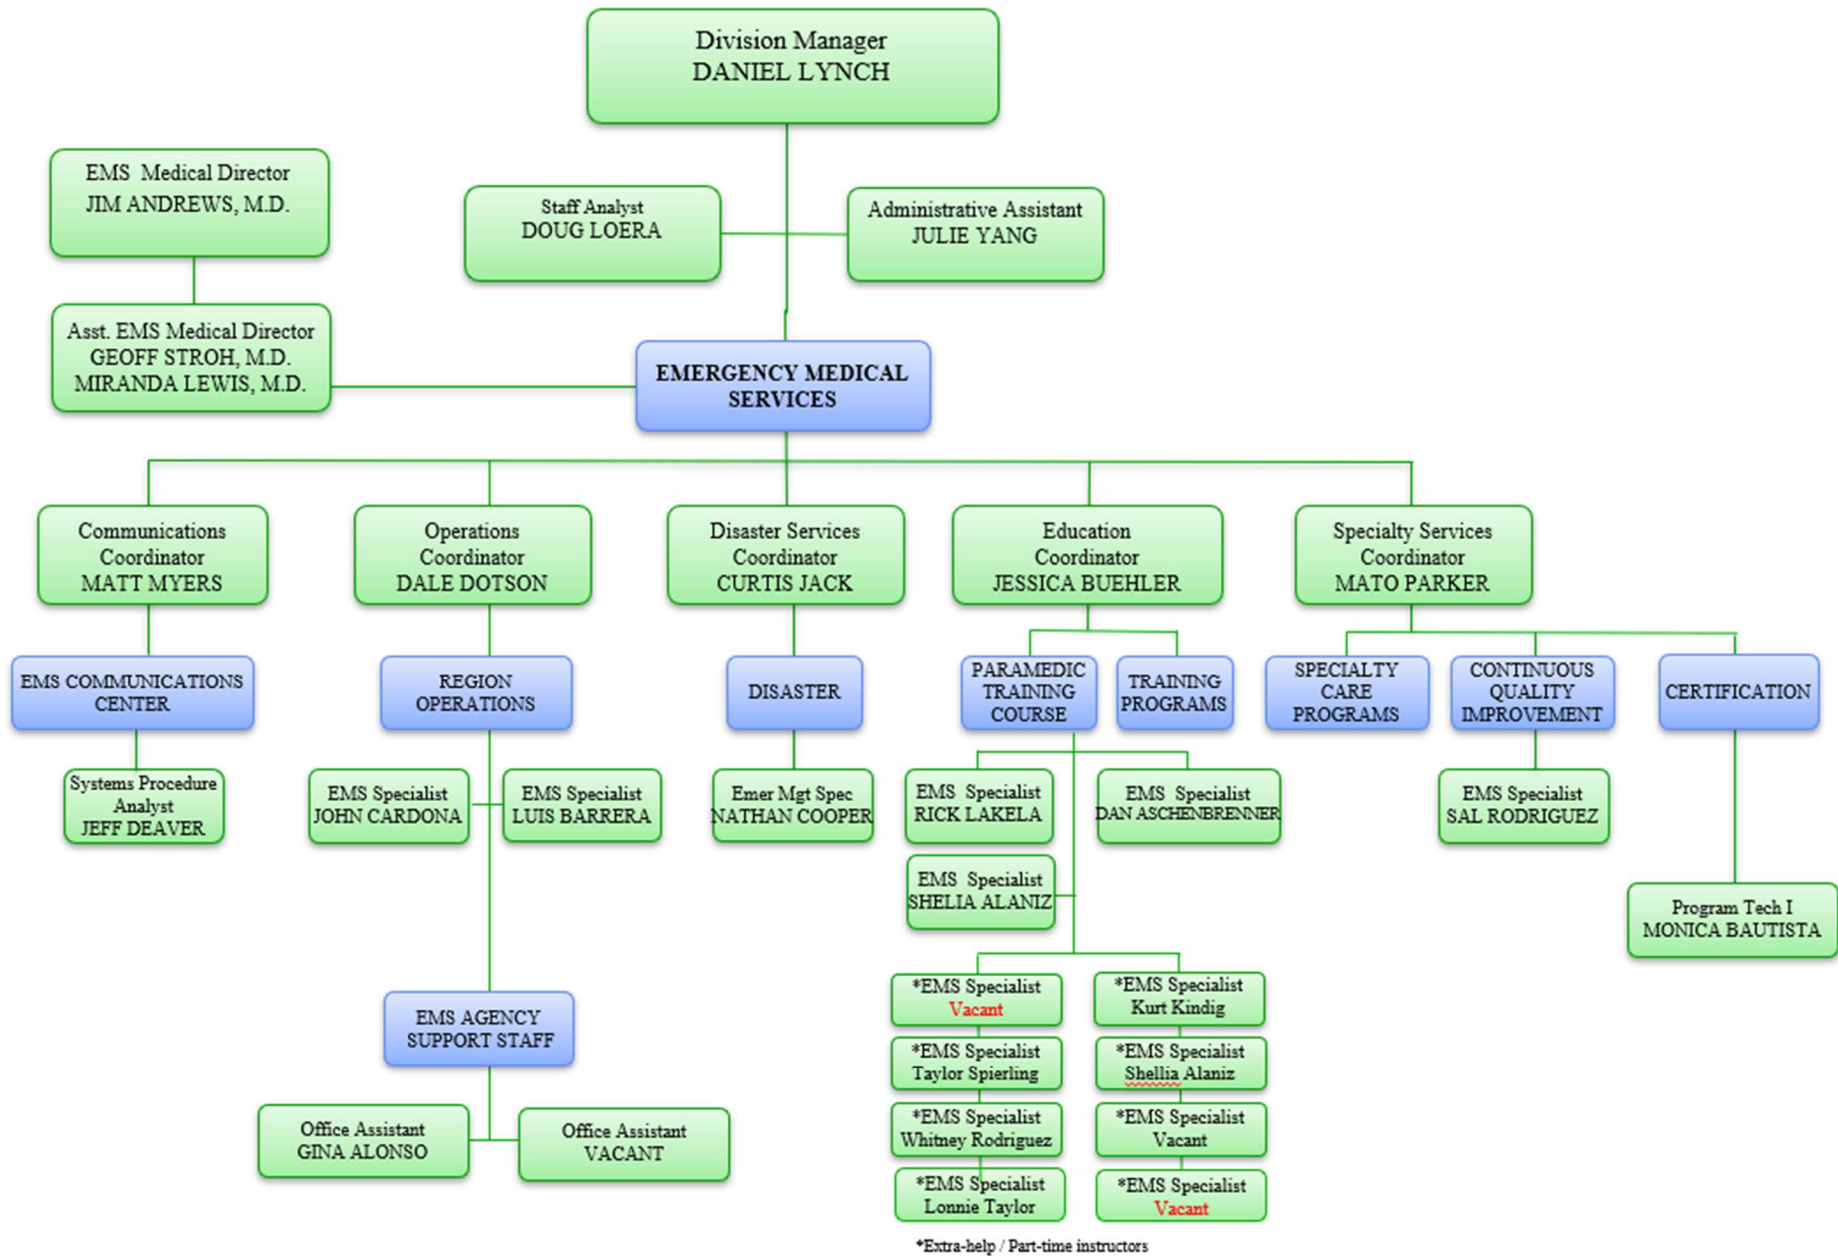 Division Manager
DANIEL LYNCH
EMS Medical Director
JIM ANDREWS, M.D.
Staff Analyst
DOUG LOERA
Administrative Assistant
JULIE YANG
Asst. EMS Medical Director
GEOFF STROH, M.D.
MIRANDA LEWIS, M.D.
EMERGENCY MEDICAL
SERVICES
Communications
Coordinator
MATT MYERS
Operations
Coordinator
DALE DOTSON
Disaster Services
Coordinator
CURTIS JACK
Education
Coordinator
JESSICA BUEHLER
Specialty Services
Coordinator
MATO PARKER
EMS COMMUNICATIONS
CENTER
REGION
OPERATIONS
DISASTER
PARAMEDIC
TRAINING
COURSE
TRAINING
PROGRAMS
SPECIALTY
CARE
PROGRAMS
CONTINUOUS
QUALITY
IMPROVEMENT
CERTIFICATION
Systems Procedure
Analyst
JEFF DEAVER
EMS Specialist
JOHN CARDONA
EMS Specialist
LUIS BARRERA
Emer Mgt Spec
NATHAN COOPER
EMS Specialist
RICK LAKELA
EMS Specialist
DAN ASCHENBRENNER
EMS Specialist
SAL RODRIGUEZ
EMS Specialist
SHELIA ALANIZ
Program Tech I
MONICA BAUTISTA
*EMS Specialist
Vacant
*EMS Specialist
Kurt Kindig
EMS AGENCY
SUPPORT STAFF
*EMS Specialist
Taylor Spierling
*EMS Specialist
Shellia Alaniz
Office Assistant
GINA ALONSO
Office Assistant
VACANT
*EMS Specialist
Whitney Rodriguez
*EMS Specialist
Vacant
*EMS Specialist
Lonnie Taylor
*EMS Specialist
Vacant
*Extra-help / Part-time instructors